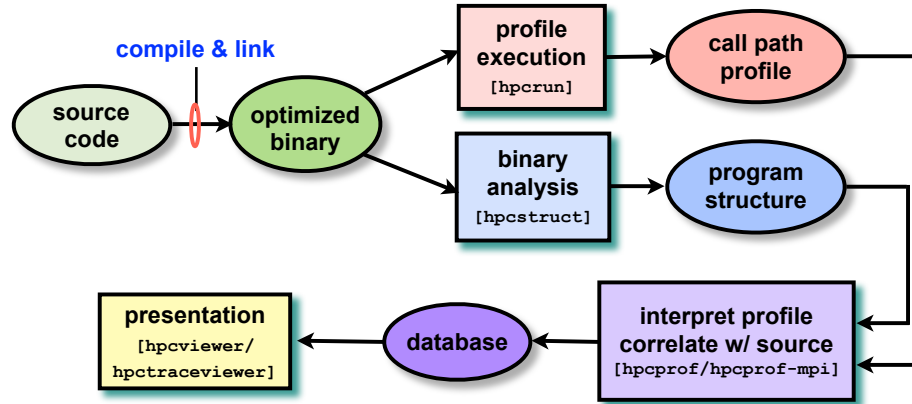 compile & link
source
code
optimized
binary
profile
execution
[hpcrun]
call path
profile
binary
analysis
[hpcstruct]
program
structure
presentation
[hpcviewer/
hpctraceviewer]
database
interpret profile
correlate w/ source
[hpcprof/hpcprof-mpi]